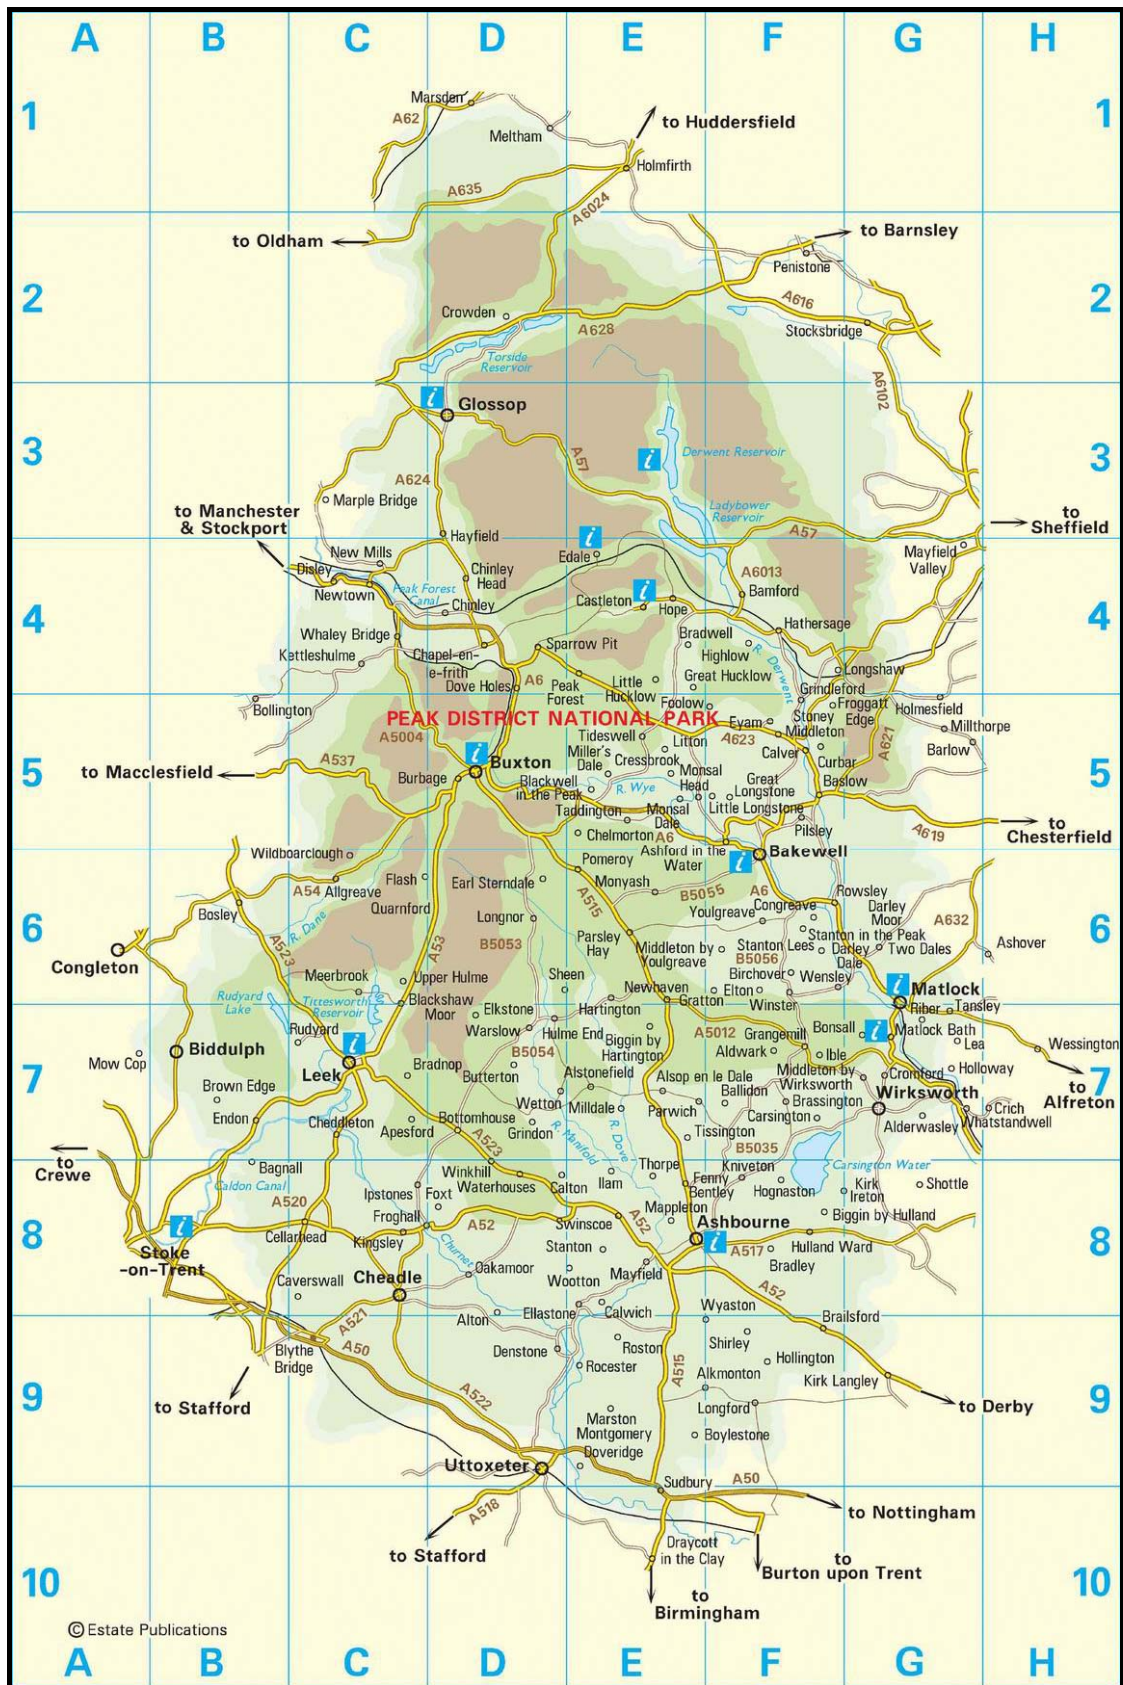 A B C D E F G H
1 1
Marsden
A62
Meltham
to Huddersfield
Holmfirth
A635
A6024
to Oldham
to Barnsley
Penistone
2 2
Crowden
A616
Stocksbridge
A628
Torside
Reservoir
A6102
i
Glossop
3 3
A57
i
Derwent Reservoir
A624
Marple Bridge
to Manchester
& Stockport
Ladybower
Reservoir
to
Sheffield
A57
Hayfield
i
New Mills
Edale
Mayfield
Valley
Disley
Newtown
Chinley
Head
Peak Forest
Canal
A6013
i
Bamford
Castleton
Hope
Chinley
4 4
Hathersage
Whaley Bridge
Bradwell
Sparrow Pit
Highlow
R. Derwent
Kettleshulme
Chapel-en-
e-frith
Longshaw
Great Hucklow
A6
Peak
Forest
Little
Hucklow
Dove Holes
Grindleford
Bollington
Foolow
Froggatt
Edge
Holmesfield
PEAK DISTRICT NATIONAL PARK
Eyam
Stoney
Middleton
Millthorpe
A5004
Tideswell
Litton
A623
A621
Barlow
i
Miller's
Dale
Calver
Buxton
Cressbrook
Curbar
A537
to Macclesfield
5 5
Burbage
Blackwell
in the Peak
R. Wye
Monsal
Head
Great
Longstone
Baslow
Taddington
Monsal
Dale
Little Longstone
to
Chesterfield
Chelmorton
A6
Pilsley
A619
Wildboarclough
Pomeroy
Ashford in the
Water
i
Bakewell
A54
Allgreave
Flash
Earl Sterndale
Monyash
B5055
A6
Rowsley
Quarnford
A515
Congreave
Darley
Moor
Bosley
Longnor
Youlgreave
A632
6 6
R. Dane
Stanton in the Peak
A523
A53
B5053
Parsley
Hay
Middleton by
Youlgreave
Stanton Lees
Darley
Dale
Two Dales
Ashover
Congleton
B5056
Meerbrook
Upper Hulme
Sheen
Birchover
Wensley
i
Newhaven
Elton
Matlock
Rudyard
Lake
Tittesworth
Reservoir
Blackshaw
Moor
Gratton
Winster
Elkstone
Hartington
Riber
Tansley
Rudyard
Warslow
Hulme End
A5012
Grangemill
Bonsall
i
Matlock Bath
Biggin by
Hartington
Lea
Wessington
Biddulph
i
B5054
Aldwark
Ible
Mow Cop
Leek
Bradnop
Butterton
Alstonefield
Alsop en le Dale
Middleton by
Wirksworth
Cromford
Holloway
7 7
Brown Edge
Ballidon
Brassington
Wirksworth
to
Alfreton
Wetton
Milldale
Parwich
Carsington
Crich
Endon
Cheddleton
Bottomhouse
Alderwasley
Whatstandwell
Apesford
A523
Grindon
R. Manifold
R. Dove
Tissington
B5035
to
Crewe
Bagnall
Winkhill
Thorpe
Kniveton
Carsington Water
Caldon Canal
Waterhouses
Ilam
Fenny
Bentley
Kirk
Ireton
Shottle
Ipstones
Foxt
Calton
Hognaston
A520
Mappleton
i
Froghall
A52
Swinscoe
A52
Biggin by Hulland
Ashbourne
8 8
Cellarhead
Kingsley
i
Churnet
Stanton
A517
Hulland Ward
Stoke
-on-Trent
Bradley
Caverswall
Cheadle
Oakamoor
Wootton
Mayfield
A52
Ellastone
Calwich
Wyaston
Alton
Brailsford
A521
Blythe
Bridge
A50
Denstone
Roston
Shirley
Rocester
Hollington
Alkmonton
Kirk Langley
A515
9 9
A522
to Stafford
Longford
to Derby
Marston
Montgomery
Boylestone
Doveridge
Uttoxeter
Sudbury
A50
A518
to Nottingham
to Stafford
Draycott
in the Clay
to
Burton upon Trent
10 10
to
Birmingham
© Estate Publications
A B C D E F G H